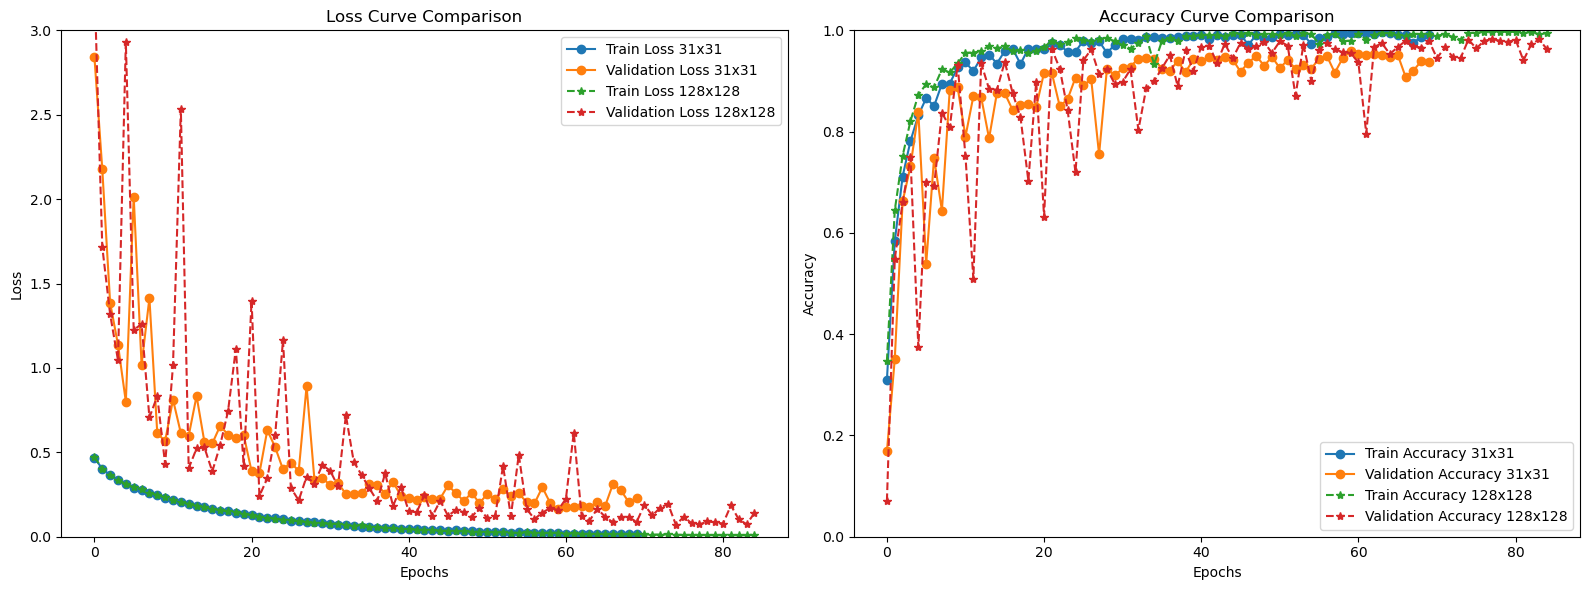 Loss Curve Comparison
3.0
2.5
2.0
1.5
1.0
0.5
0.0
Loss
0
20
40
60
80
Epochs
Train Loss 31x31
Validation Loss 31x31
Train Loss 128x128
Validation Loss 128x128
Accuracy Curve Comparison
1.0
0.8
0.6
0.4
0.2
0.0
Accuracy
0
20
40
60
80
Epochs
Train Accuracy 31x31
Validation Accuracy 31x31
Train Accuracy 128x128
Validation Accuracy 128x128